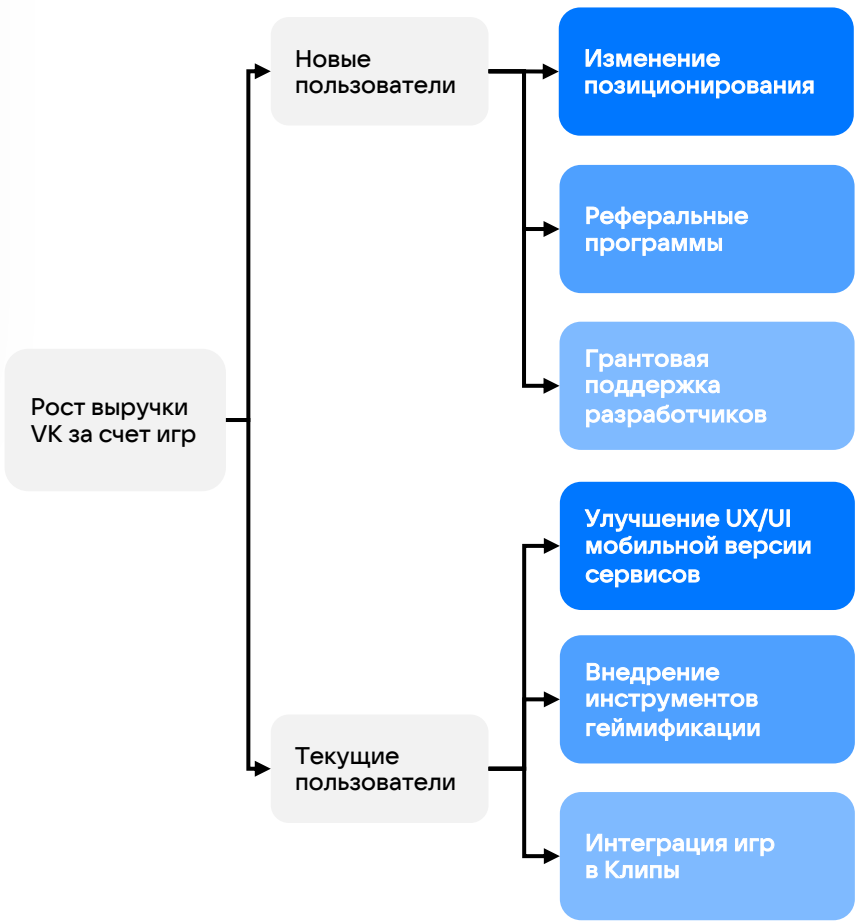 Новые
пользователи
Изменение
позиционирования
Реферальные
программы
Грантовая
поддержка
разработчиков
Рост выручки
VK за счет игр
Улучшение UX/UI
мобильной версии
сервисов
Внедрение
инструментов
геймификации
Текущие
пользователи
Интеграция игр
в Клипы